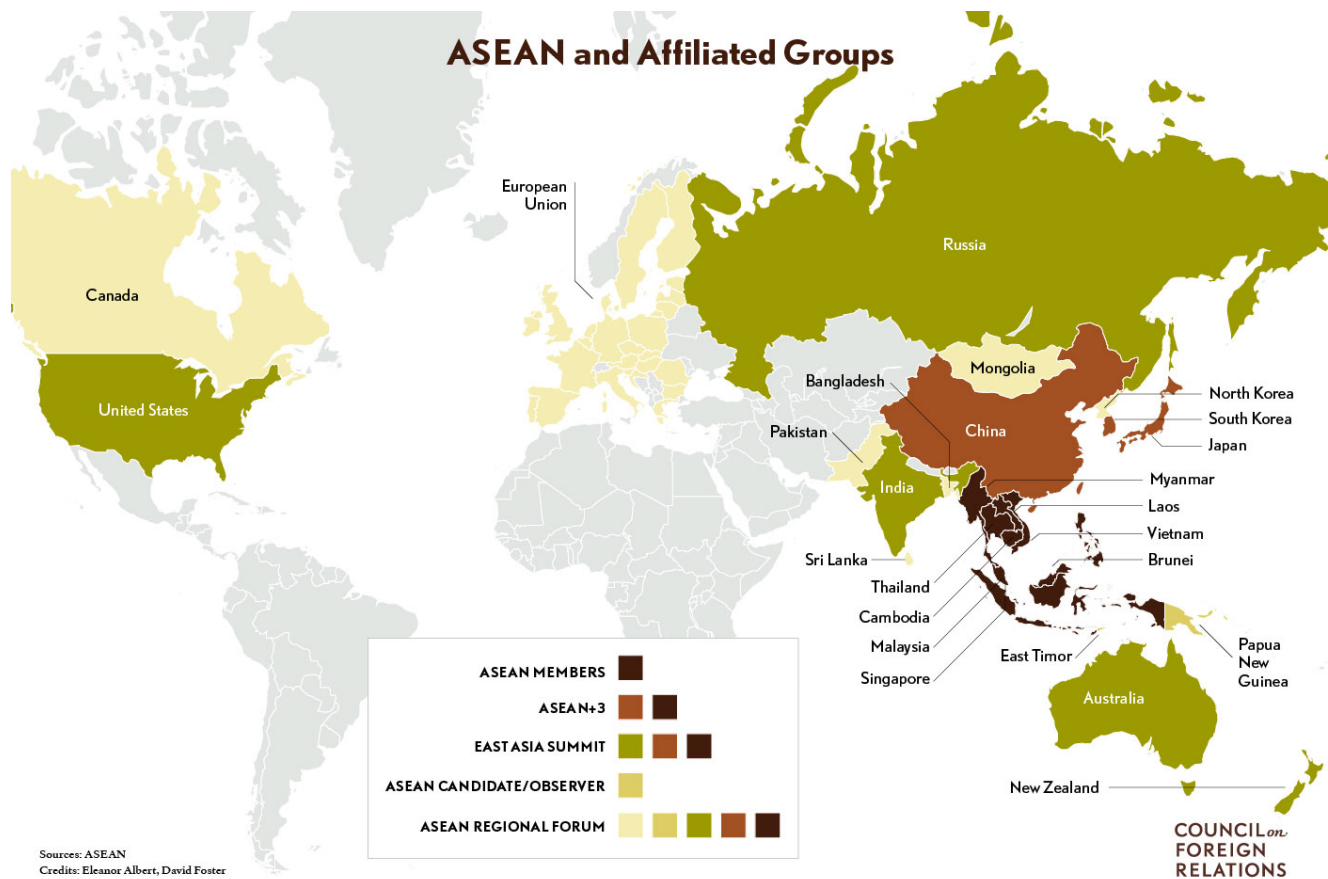 ASEAN and Affiliated Groups
European
Union
Russia
Canada
Mongolia
Bangladesh
North Korea
United States
South Korea
China
Pakistan
Japan
Myanmar
India
Laos
Vietnam
Sri Lanka
Brunei
Thailand
Cambodia
Malaysia
East Timor
Papua
New
Guinea
Singapore
Australia
New Zealand
ASEAN MEMBERS
ASEAN+3
EAST ASIA SUMMIT
ASEAN CANDIDATE/OBSERVER
ASEAN REGIONAL FORUM
Sources: ASEAN
Credits: Eleanor Albert, David Foster
COUNCIL on
FOREIGN
RELATIONS